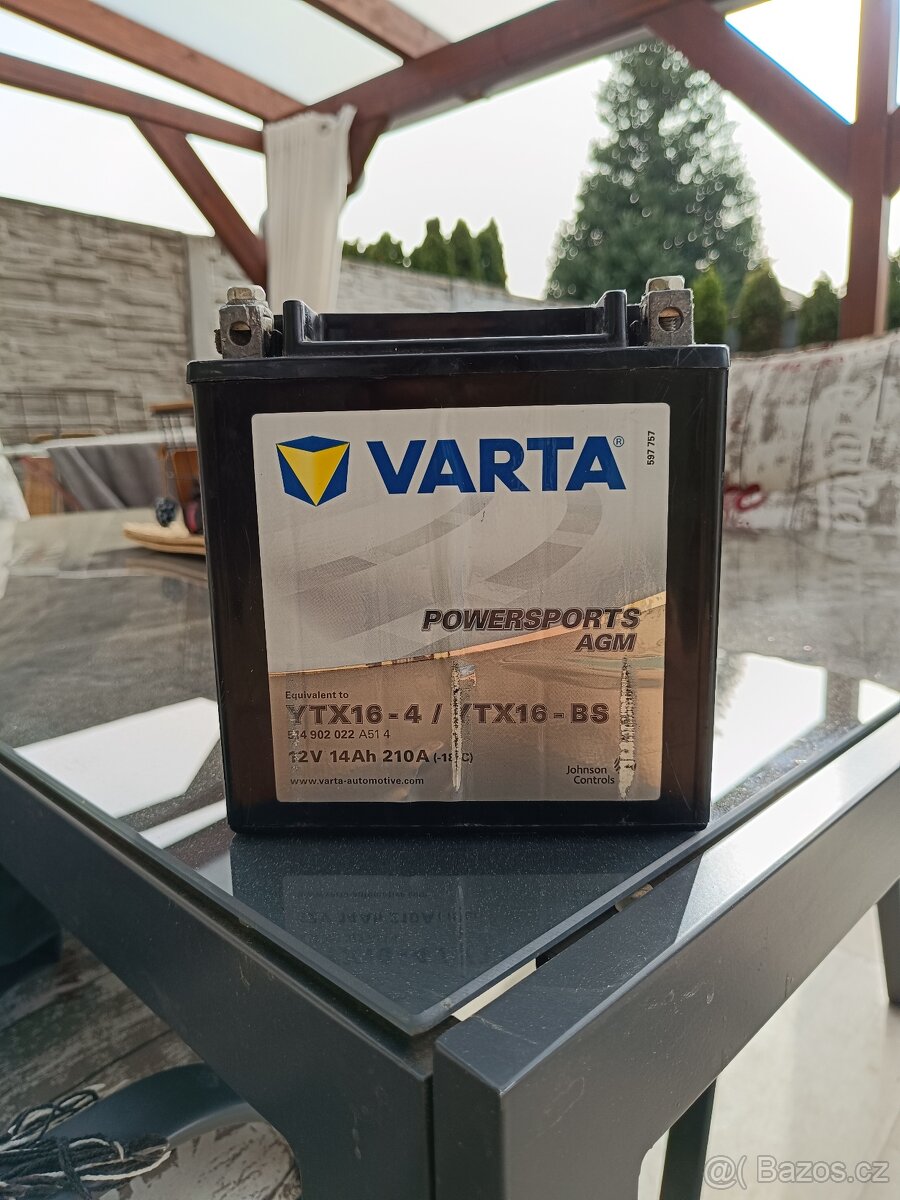 VARTA®
597 757
POWERSPORTS
AGM
Equivalent to
YTX16 - 4 / YTX16 - BS
514 902 022 A51 4
12V 14Ah 210A (-18°C)
www.varta-automotive.com
Johnson
Controls
@( Bazos.cz